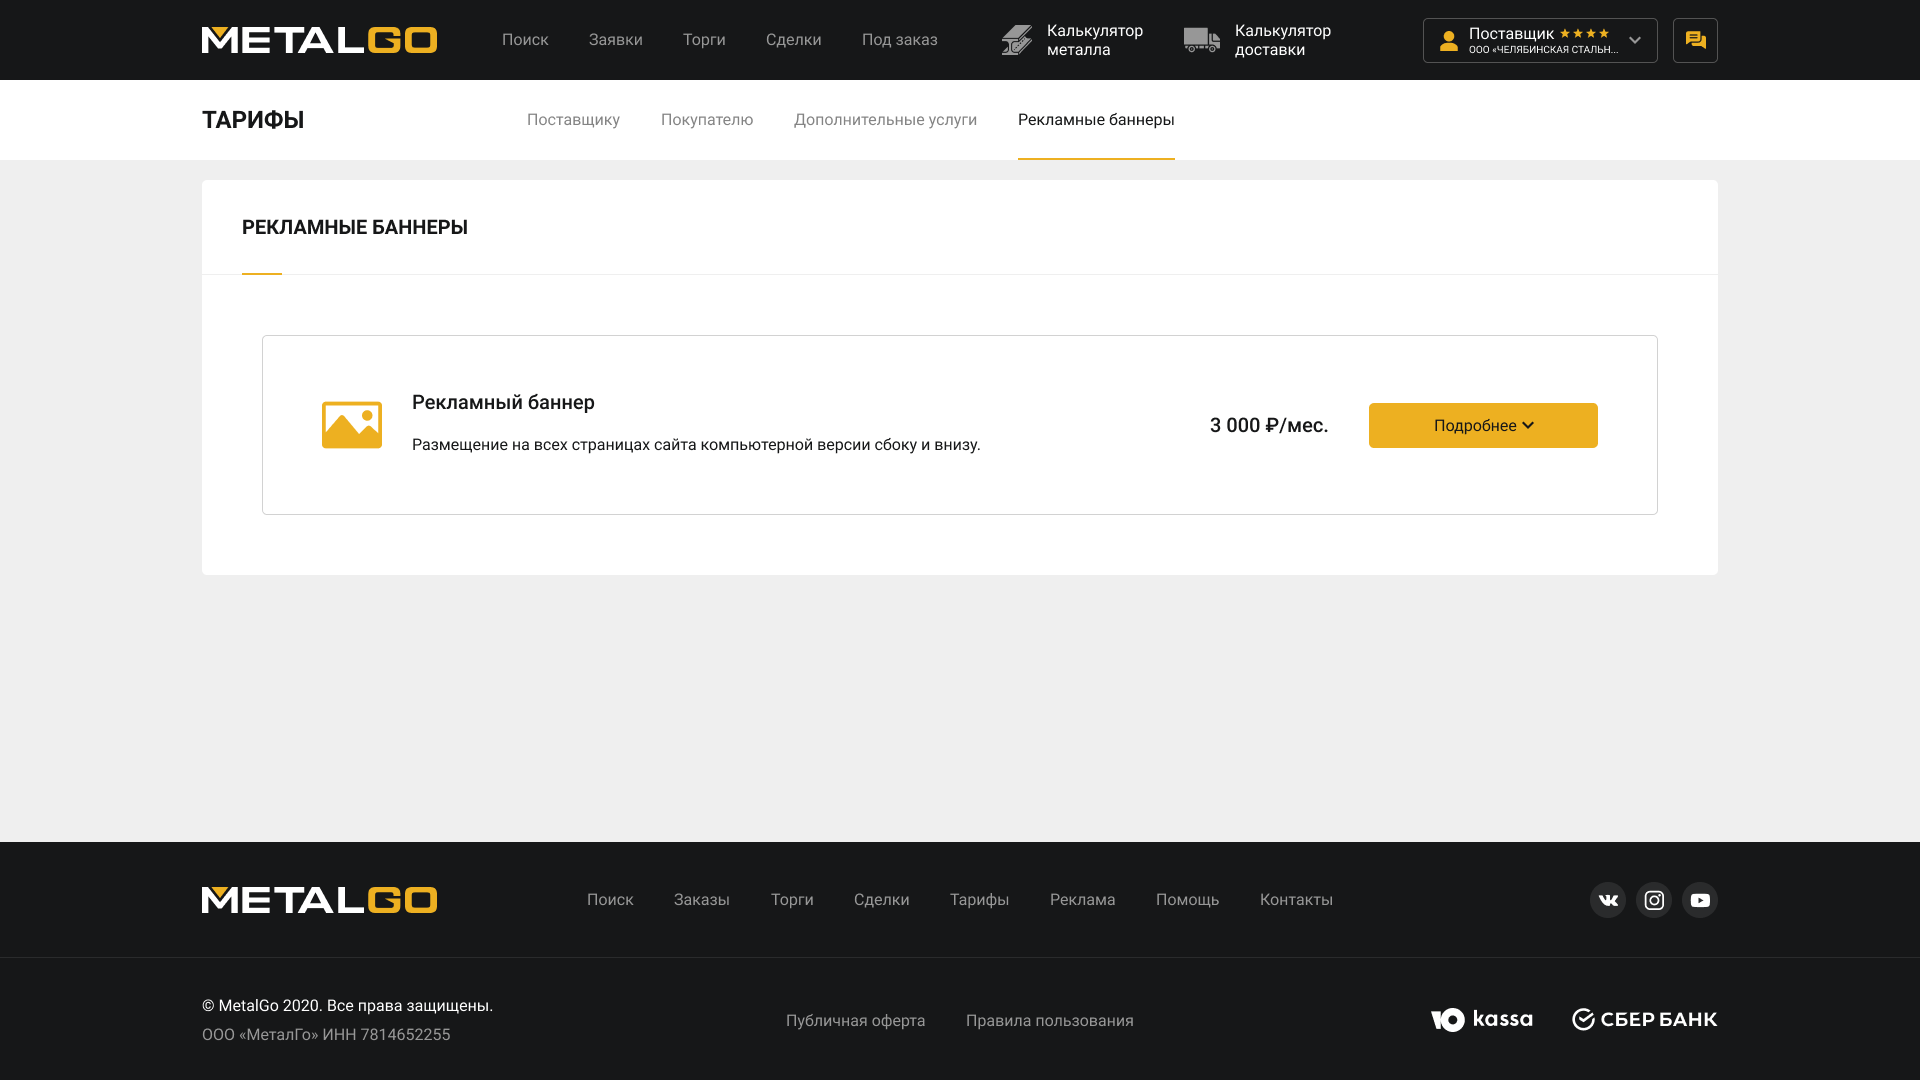 METALGO
Поиск
Заявки
Торги
Сделки
Под заказ
Калькулятор
металла
Калькулятор
доставки
Поставщик
ООО «ЧЕЛЯБИНСКАЯ СТАЛЬН...
ТАРИФЫ
Поставщику
Покупателю
Дополнительные услуги
Рекламные баннеры
РЕКЛАМНЫЕ БАННЕРЫ
Рекламный баннер
Размещение на всех страницах сайта компьютерной версии сбоку и внизу.
3 000 ₽/мес.
Подробнее
METALGO
Поиск
Заказы
Торги
Сделки
Тарифы
Реклама
Помощь
Контакты
© MetalGo 2020. Все права защищены.
ООО «МеталГо» ИНН 7814652255
Публичная оферта
Правила пользования
Ю kassa
СБЕР БАНК